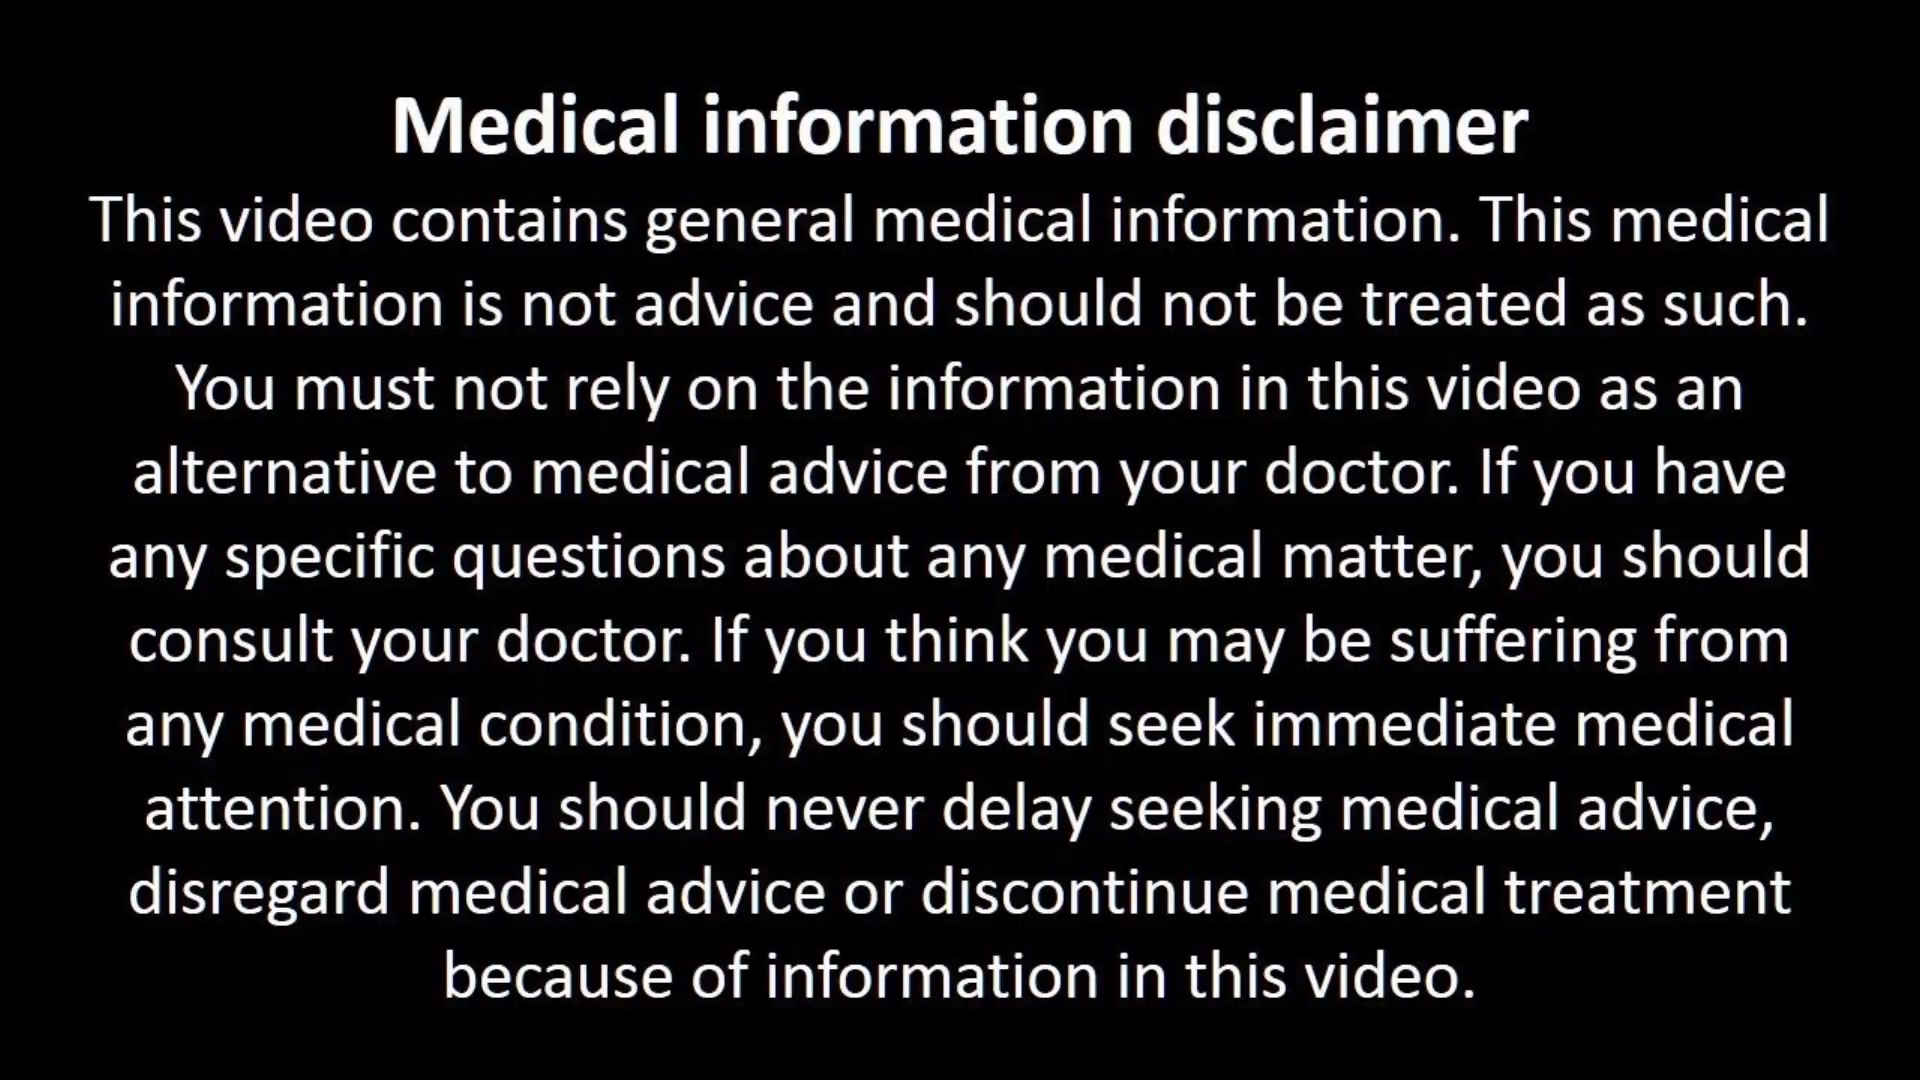 Medical information disclaimer
This video contains general medical information. This medical
information is not advice and should not be treated as such.
You must not rely on the information in this video as an
alternative to medical advice from your doctor. If you have
any specific questions about any medical matter, you should
consult your doctor. If you think you may be suffering from
any medical condition, you should seek immediate medical
attention. You should never delay seeking medical advice,
disregard medical advice or discontinue medical treatment
because of information in this video.